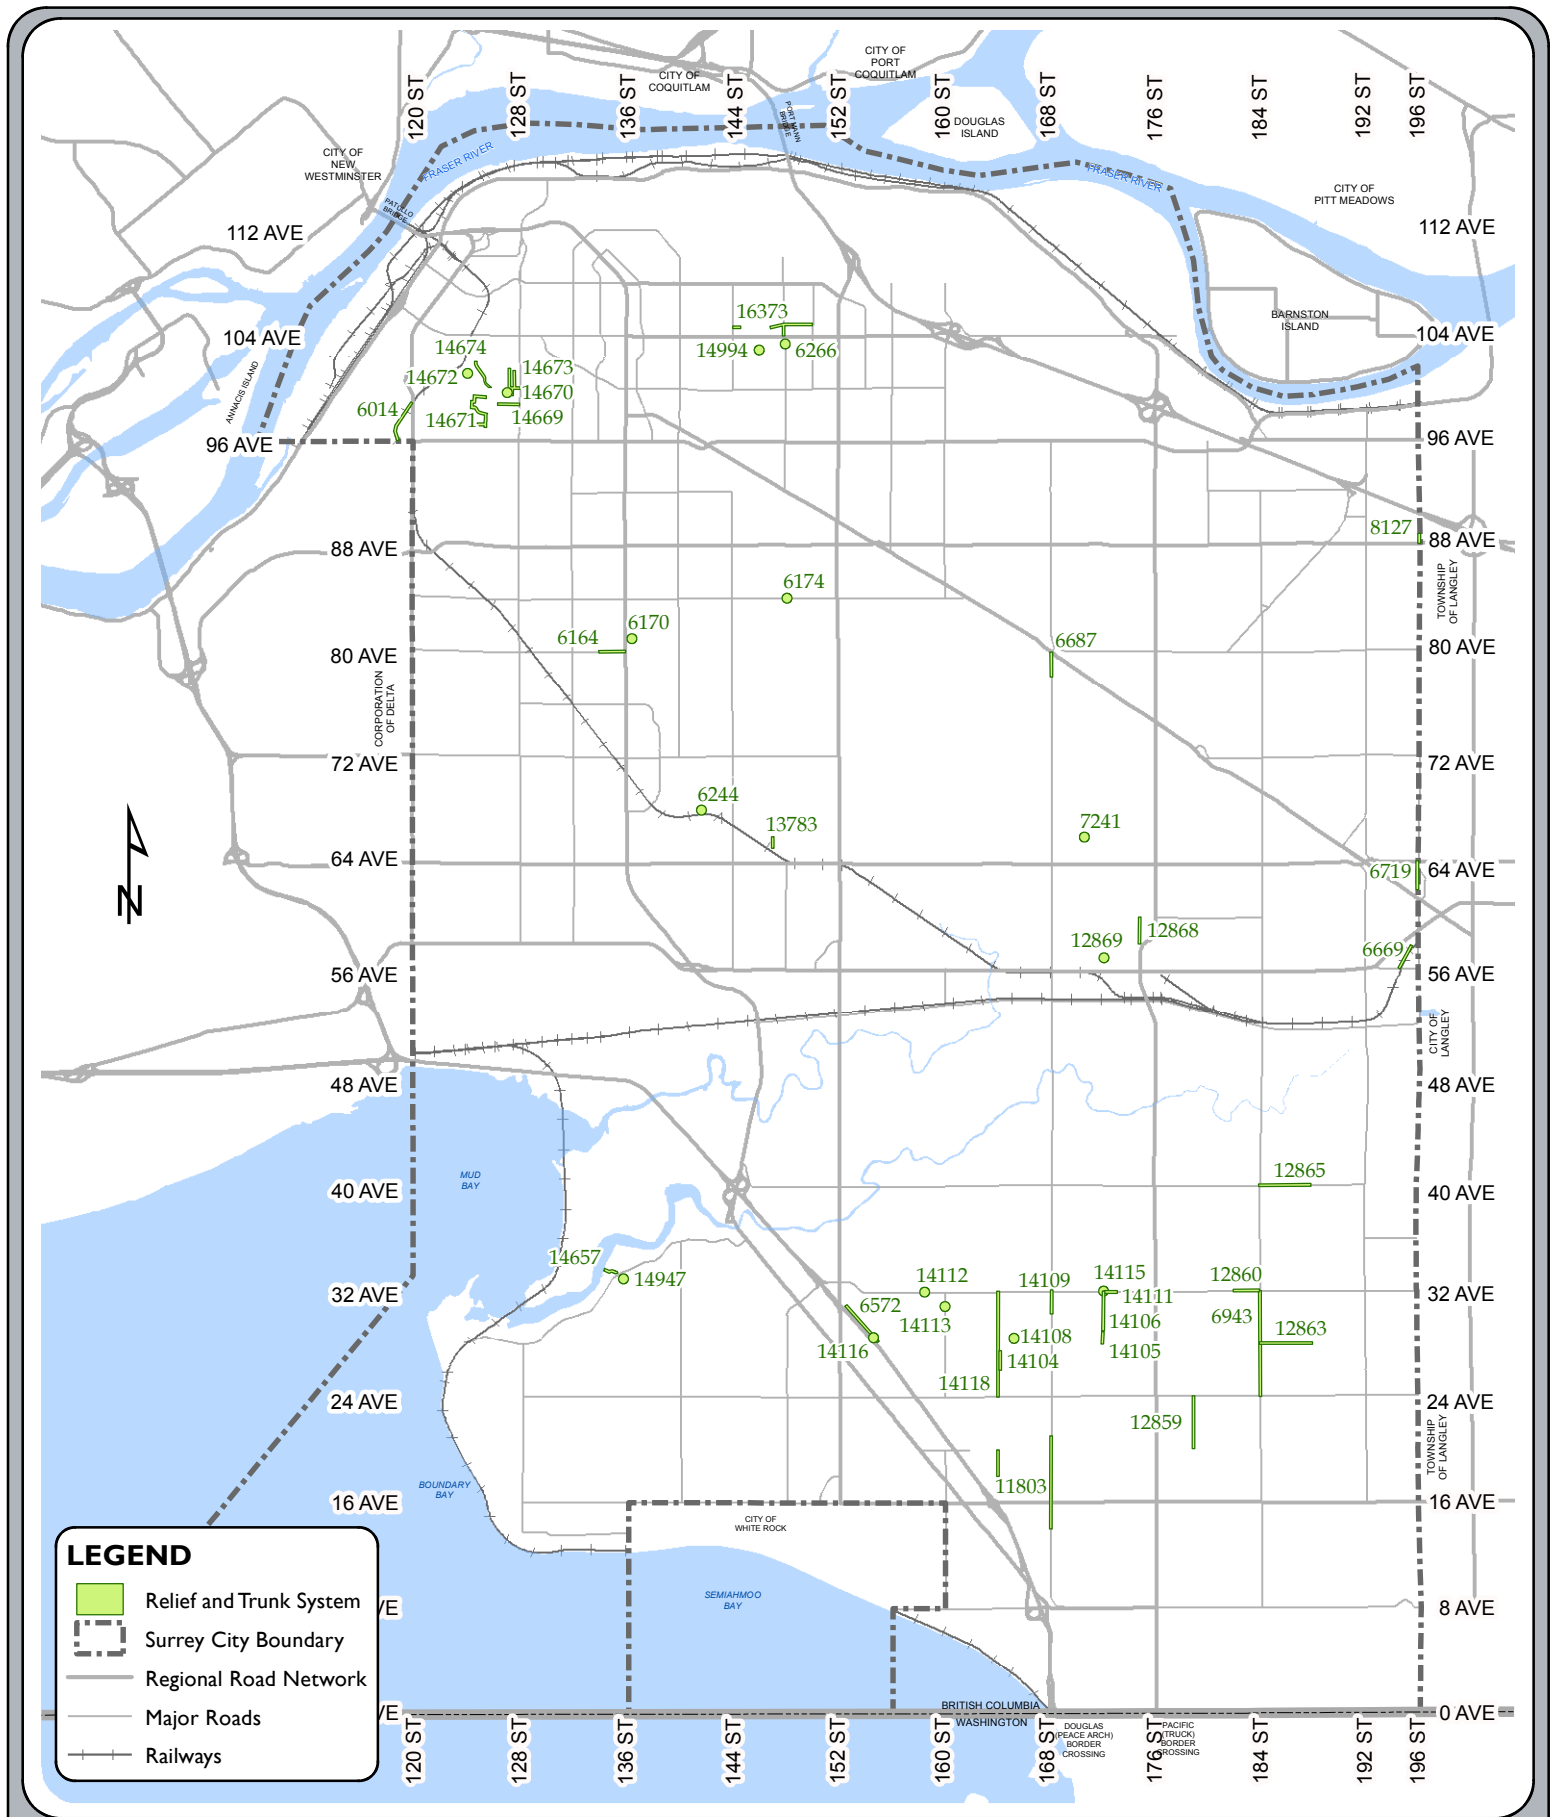 CITY OF
PORT
COQUITLAM
CITY OF
COQUITLAM
120 ST
128 ST
136 ST
144 ST
152 ST
160 ST
168 ST
176 ST
184 ST
192 ST
196 ST
PORT MANN
BRIDGE
DOUGLAS
ISLAND
CITY OF
NEW
WESTMINSTER
FRASER RIVER
FRASER RIVER
CITY OF
PITT MEADOWS
PATULLO
BRIDGE
112 AVE
112 AVE
BARNSTON
ISLAND
104 AVE
104 AVE
ANNACIS ISLAND
16373
14994
6266
14674
14672
14673
14670
6014
14671
14669
96 AVE
96 AVE
8127
88 AVE
88 AVE
TOWNSHIP
OF LANGLEY
6174
6170
6164
6687
80 AVE
80 AVE
CORPORATION
OF DELTA
72 AVE
72 AVE
6244
13783
7241
64 AVE
6719
64 AVE
12868
12869
6669
56 AVE
56 AVE
CITY OF
LANGLEY
N
48 AVE
48 AVE
MUD
BAY
12865
40 AVE
40 AVE
14657
14947
14112
14109
14115
12860
32 AVE
14111
32 AVE
6572
14113
14106
6943
12863
14116
14108
14105
14104
14118
24 AVE
24 AVE
12859
TOWNSHIP
OF LANGLEY
BOUNDARY
BAY
11803
16 AVE
16 AVE
CITY OF
WHITE ROCK
SEMIAHMOO
BAY
LEGEND
Relief and Trunk System
Surrey City Boundary
Regional Road Network
Major Roads
Railways
VE
8 AVE
VE
0 AVE
BRITISH COLUMBIA
WASHINGTON
DOUGLAS
(PEACE ARCH)
BORDER
CROSSING
PACIFIC
(TRUCK)
BORDER
CROSSING
120 ST
128 ST
136 ST
144 ST
152 ST
160 ST
168 ST
176 ST
184 ST
192 ST
196 ST